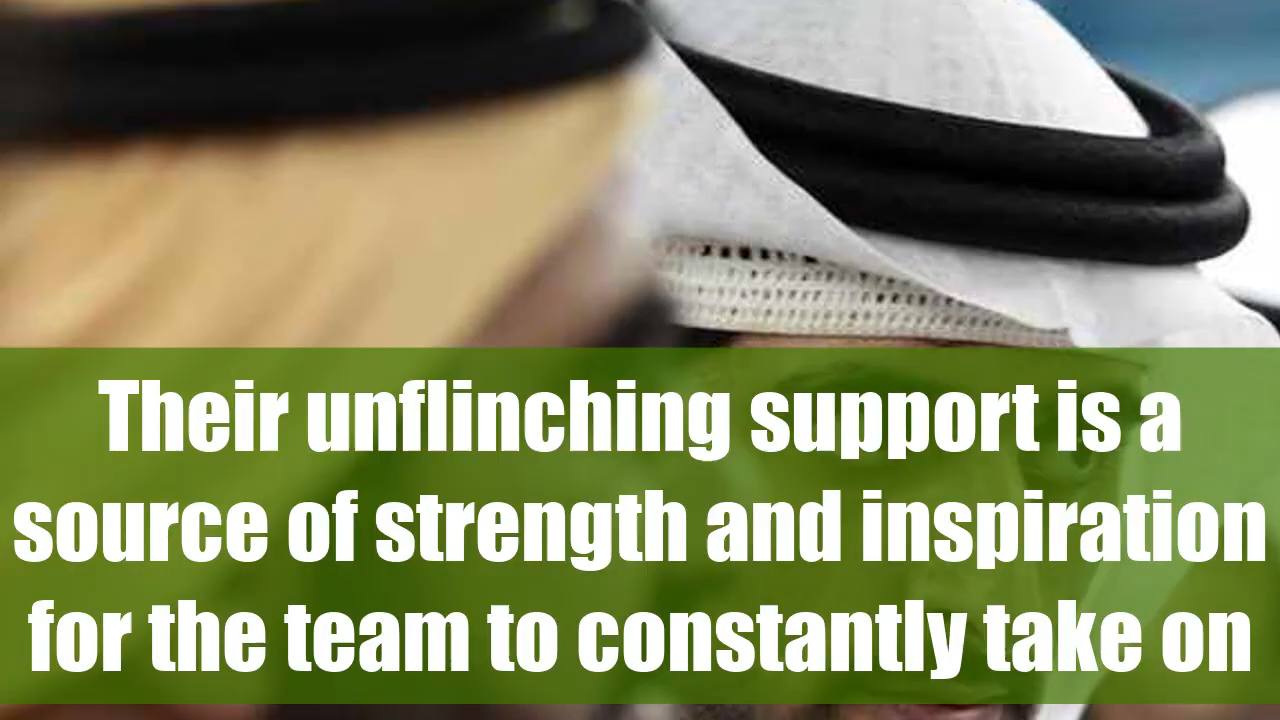 Their unflinching support is a
source of strength and inspiration
for the team to constantly take on